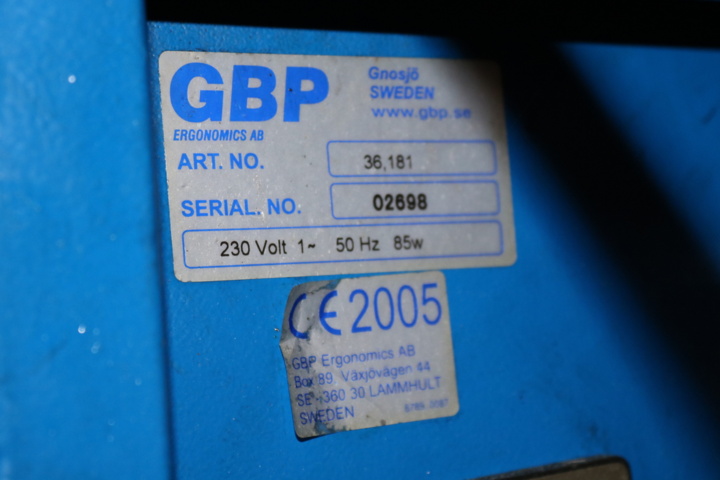 GBP
ERGONOMICS AB
Gnosjö
SWEDEN
www.gbp.se
ART. NO. 36,181
SERIAL. NO. 02698
230 Volt 1~ 50 Hz 85w
CE 2005
GBP Ergonomics AB
Box 89, Växjövägen 44
SE -360 30 LAMMHULT
SWEDEN